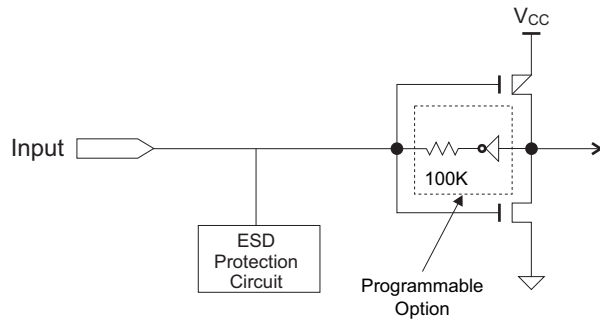 VCC
Input
100K
ESD
Protection
Circuit
Programmable
Option